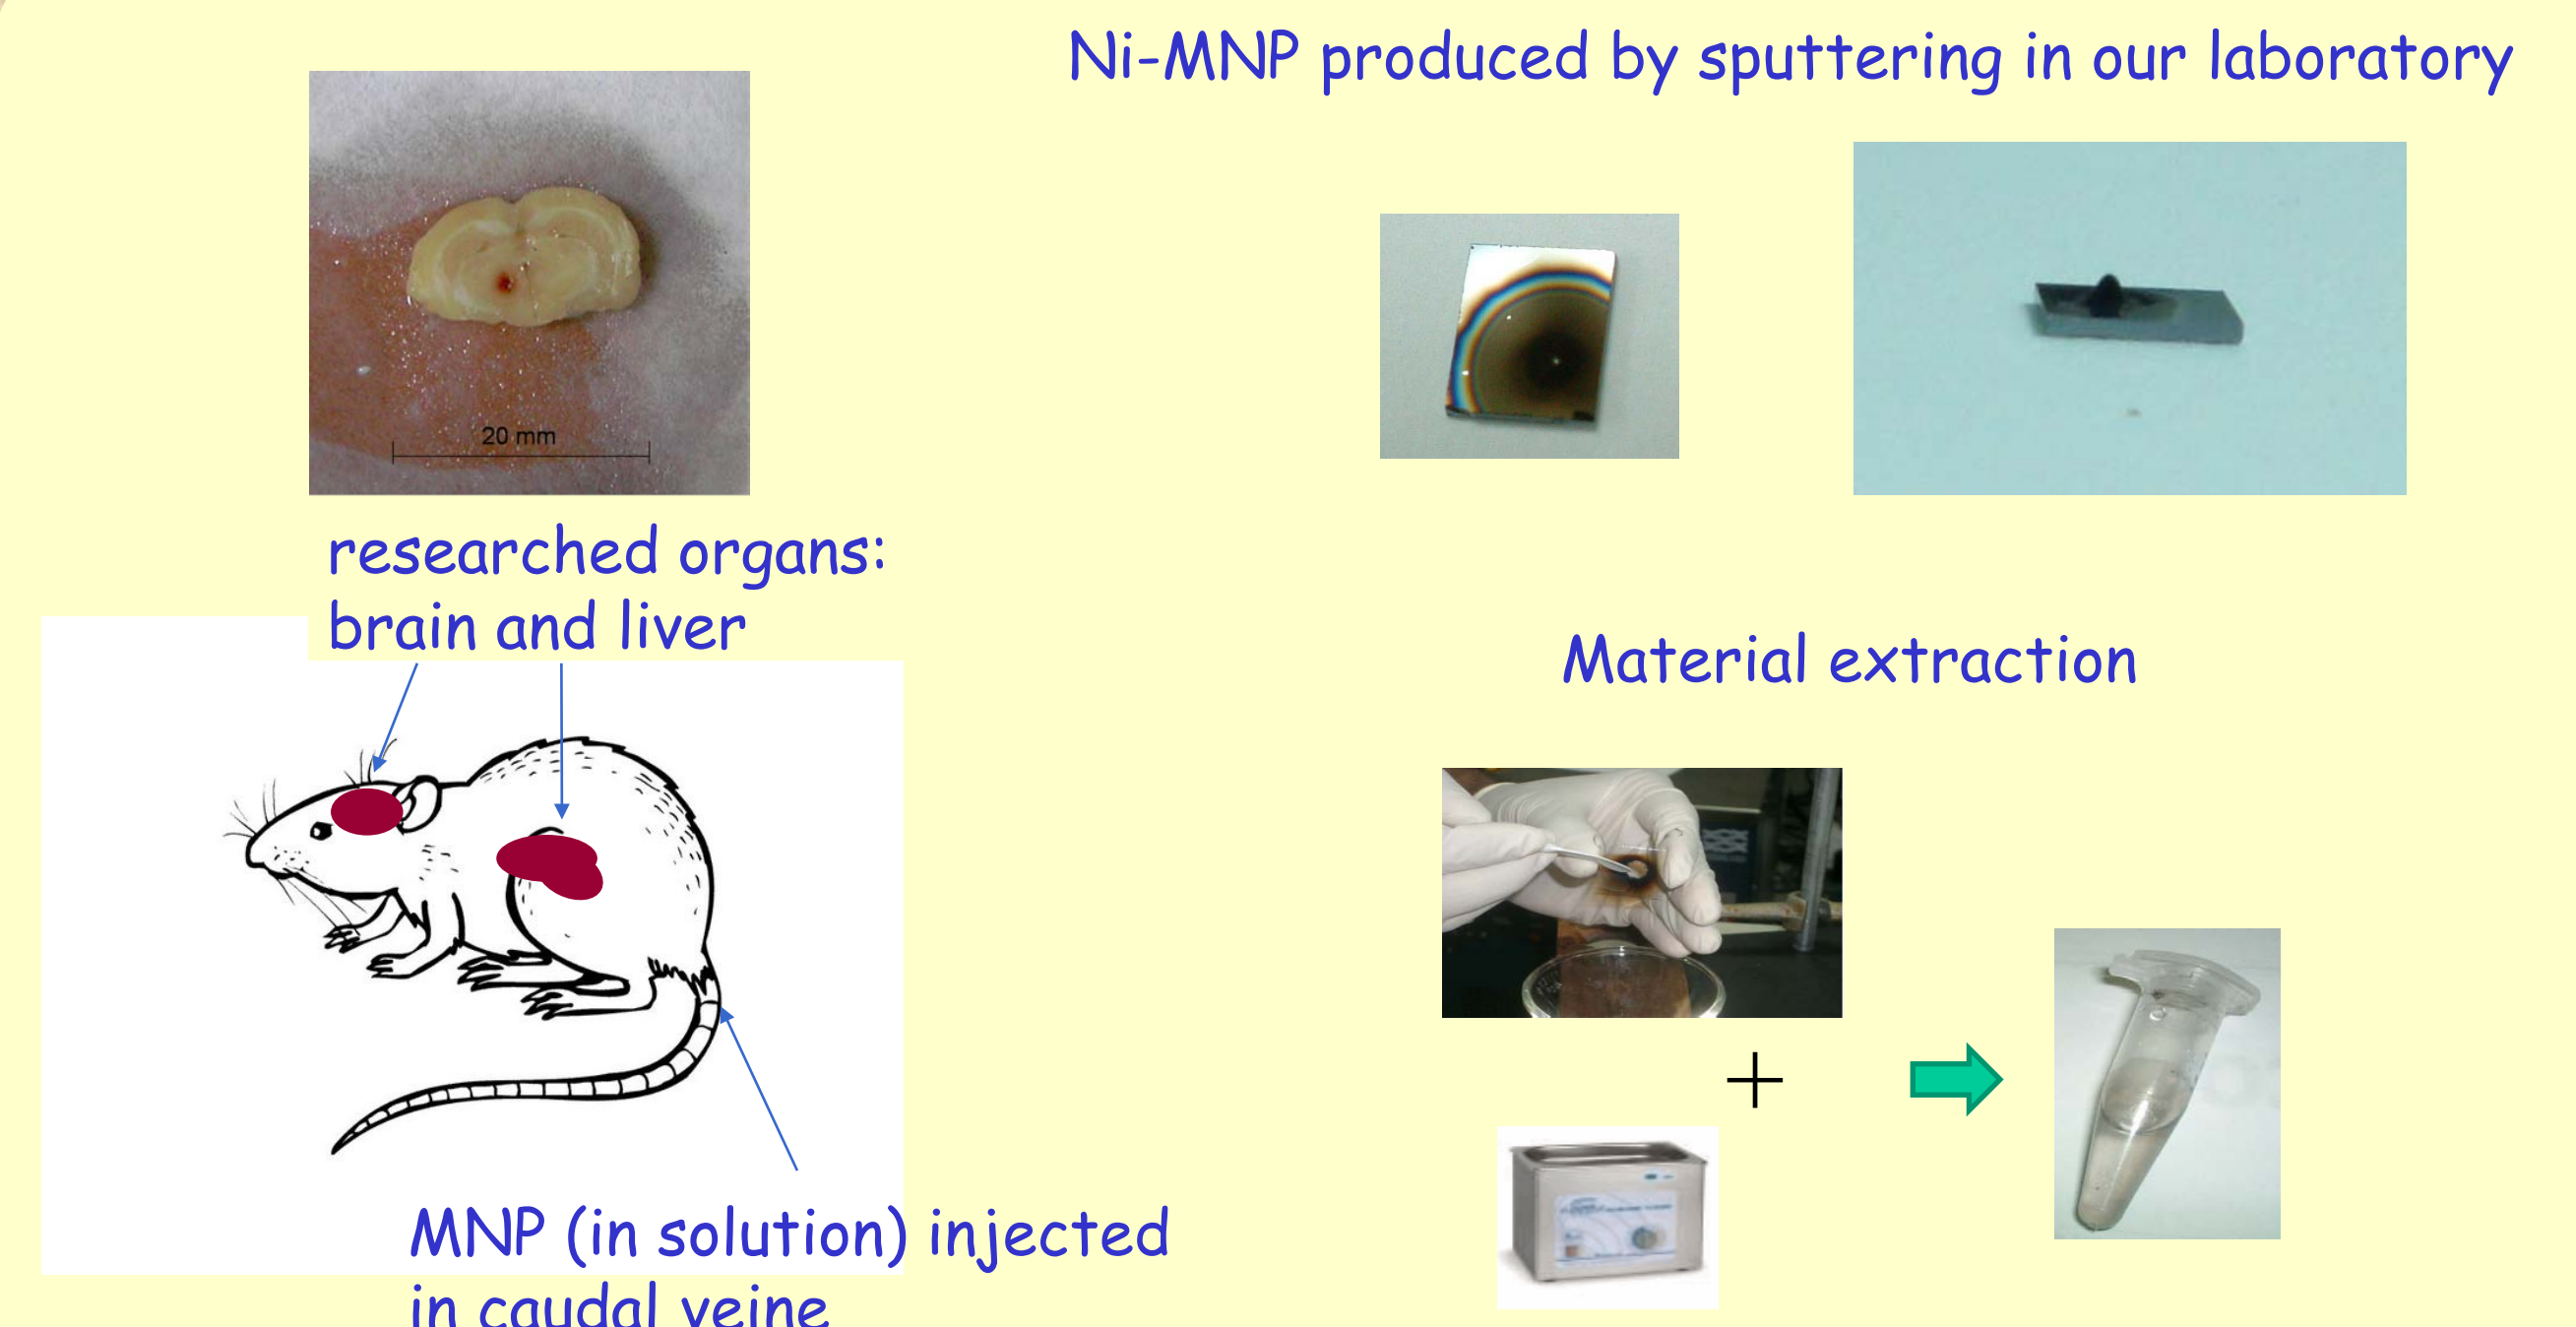 Ni-MNP produced by sputtering in our laboratory
20 mm
researched organs:
brain and liver
Material extraction
MNP (in solution) injected
in caudal veine